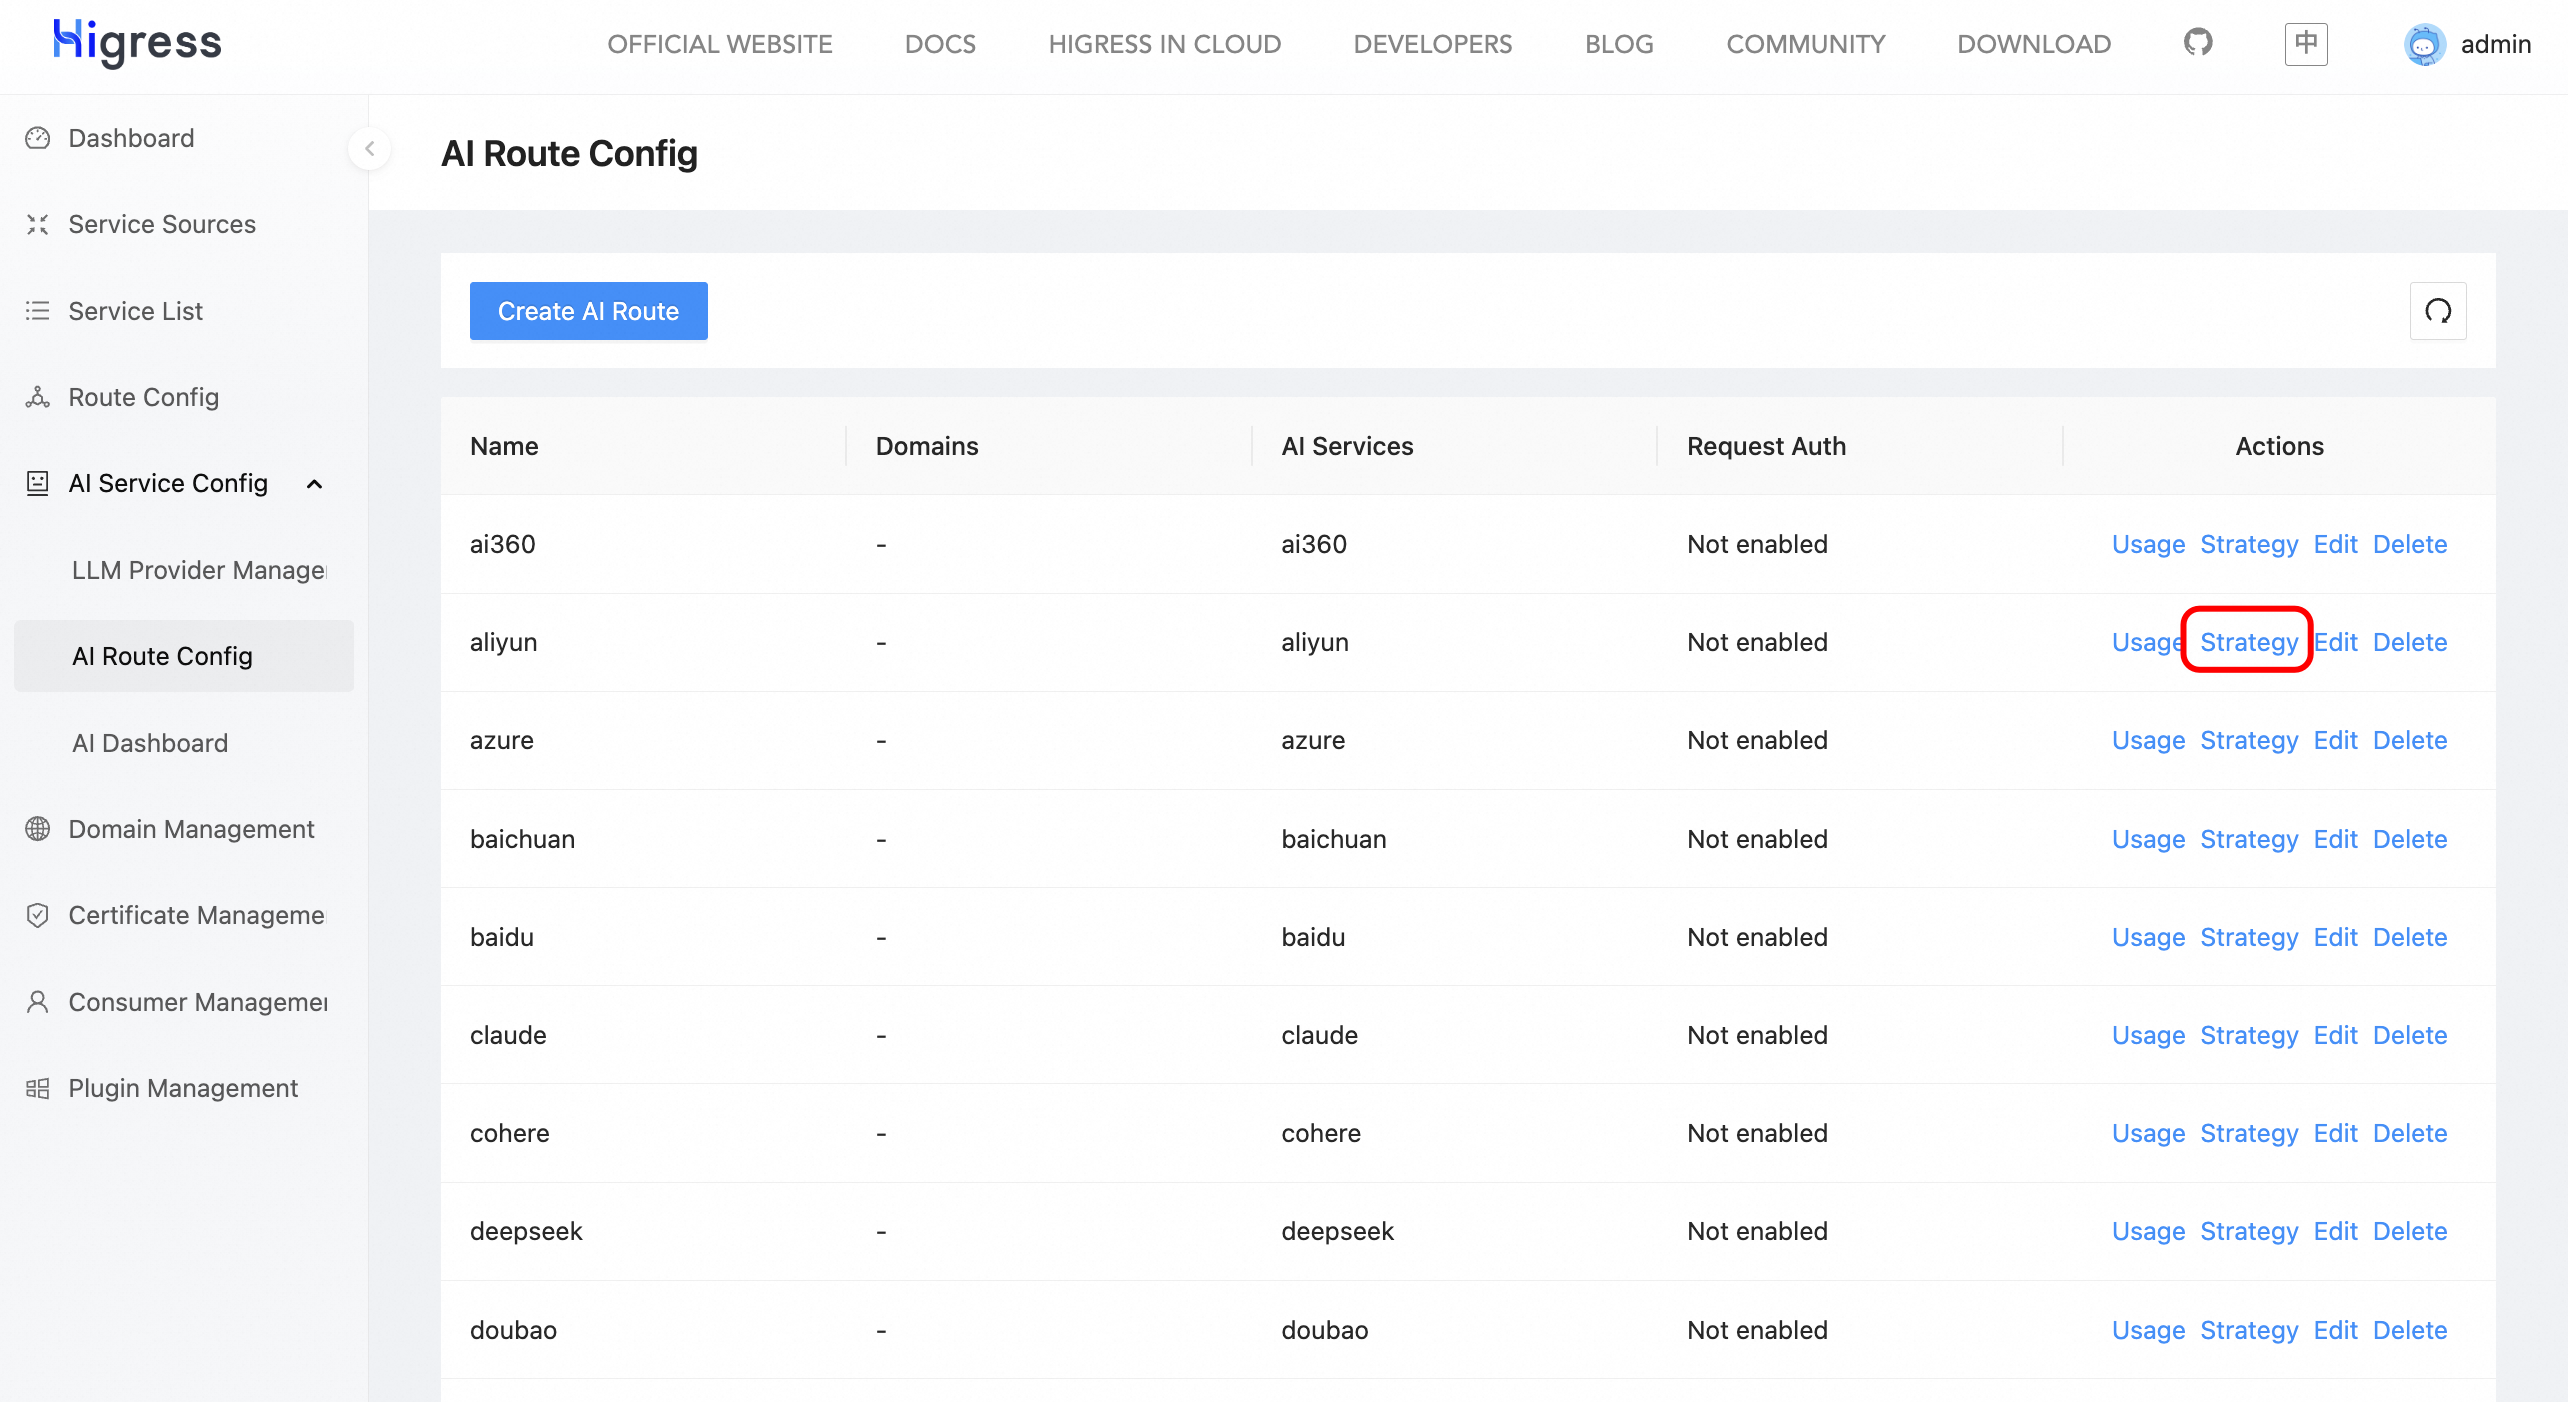 Higress
OFFICIAL WEBSITE DOCS HIGRESS IN CLOUD DEVELOPERS BLOG COMMUNITY DOWNLOAD 中 admin
Dashboard
Service Sources
Service List
Route Config
AI Service Config
LLM Provider Manage
AI Route Config
AI Dashboard
Domain Management
Certificate Manageme
Consumer Manageme
Plugin Management
AI Route Config
Create AI Route
Name Domains AI Services Request Auth Actions
ai360 - ai360 Not enabled Usage Strategy Edit Delete
aliyun - aliyun Not enabled Usage Strategy Edit Delete
azure - azure Not enabled Usage Strategy Edit Delete
baichuan - baichuan Not enabled Usage Strategy Edit Delete
baidu - baidu Not enabled Usage Strategy Edit Delete
claude - claude Not enabled Usage Strategy Edit Delete
cohere - cohere Not enabled Usage Strategy Edit Delete
deepseek - deepseek Not enabled Usage Strategy Edit Delete
doubao - doubao Not enabled Usage Strategy Edit Delete